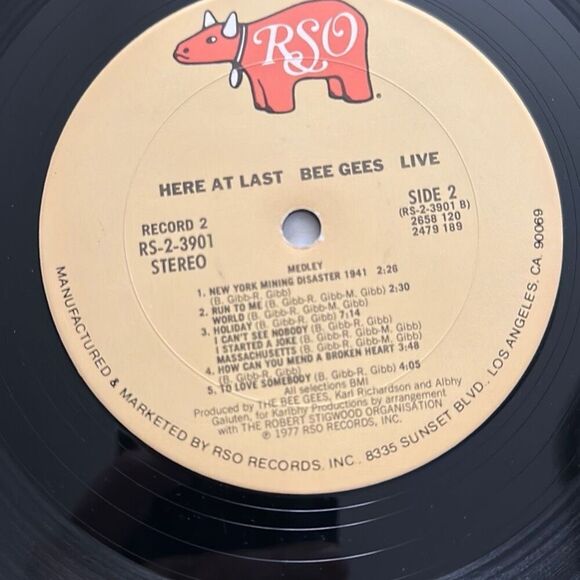 RSO
®
HERE AT LAST BEE GEES LIVE
RECORD 2
RS-2-3901
STEREO
SIDE 2
(RS-2-3901 B)
2658 120
2479 189
MEDLEY
1. NEW YORK MINING DISASTER 1941 2:26
(B. Gibb-R. Gibb)
2. RUN TO ME (B. Gibb-R. Gibb-M. Gibb) 2:30
WORLD (B. Gibb-R. Gibb-M. Gibb)
3. HOLIDAY (B. Gibb-R. Gibb) 7:14
I CAN'T SEE NOBODY (B. Gibb-R. Gibb)
I STARTED A JOKE (B. Gibb-R. Gibb-M. Gibb)
MASSACHUSETTS (B. Gibb-R. Gibb-M. Gibb)
4. HOW CAN YOU MEND A BROKEN HEART 3:48
(B. Gibb-R. Gibb)
5. TO LOVE SOMEBODY (B. Gibb-R. Gibb) 4:05
All selections BMI
Produced by THE BEE GEES, Karl Richardson and Albhy
Galuten, for Karlbhy Productions by arrangement
with THE ROBERT STIGWOOD ORGANISATION
℗ 1977 RSO RECORDS, INC.
MANUFACTURED & MARKETED BY RSO RECORDS, INC., 8335 SUNSET BLVD., LOS ANGELES, CA. 90069